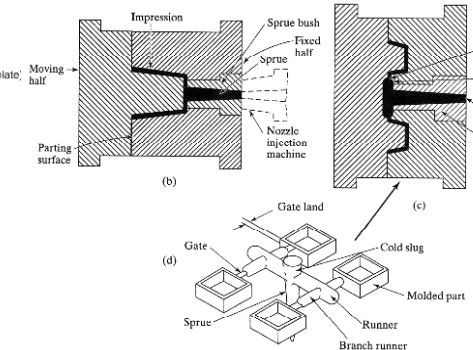 Impression
Sprue bush
Fixed
half
Sprue
plate
Moving
half
Nozzle
injection
machine
Parting
surface
(b)
(c)
Gate land
Gate
(d)
Cold slug
Molded part
Sprue
Runner
Branch runner